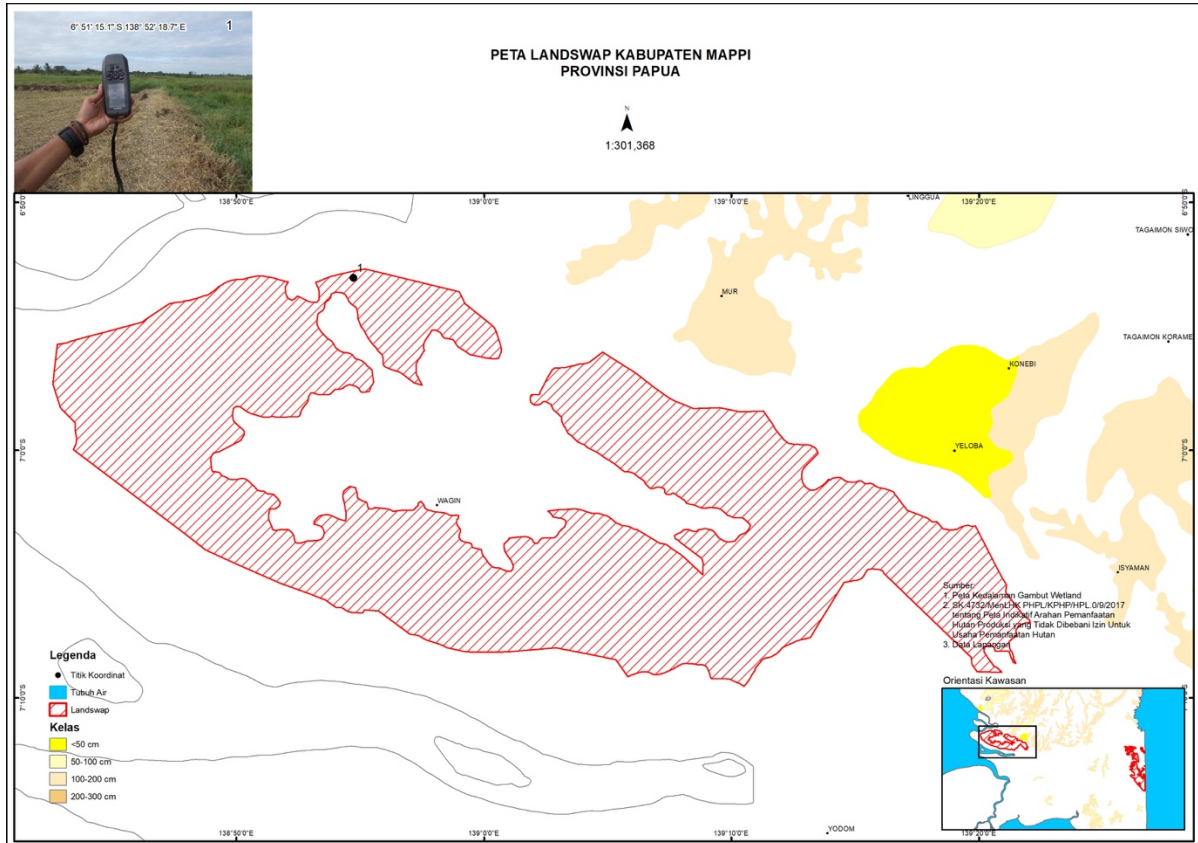 6° 51' 15.1" S 138° 52' 18.7" E
1
PETA LANDSWAP KABUPATEN MAPPI
PROVINSI PAPUA
N
1:301,368
138°50'0"E
139°0'0"E
139°10'0"E
139°20'0"E
6°50'0"S
6°50'0"S
LINGGUA
TAGAIMON SIWO
1
MUR
TAGAIMON KORAME
KONEBI
7°0'0"S
YELOBA
7°0'0"S
WAGIN
ISYAMAN
Sumber:
1. Peta Kedalaman Gambut Wetland
2. SK.4732/MenLHK PHPL/KPHP/HPL.0/9/2017
tentang Peta Indikatif Arahan Pemanfaatan
Hutan Produksi yang Tidak Dibebani Izin Untuk
Usaha Pemanfaatan Hutan
3. Data Lapangan
Legenda
Titik Koordinat
Tubuh Air
Landswap
Kelas
<50 cm
50-100 cm
100-200 cm
200-300 cm
7°10'0"S
Orientasi Kawasan
YODOM
138°50'0"E
139°0'0"E
139°10'0"E
139°20'0"E